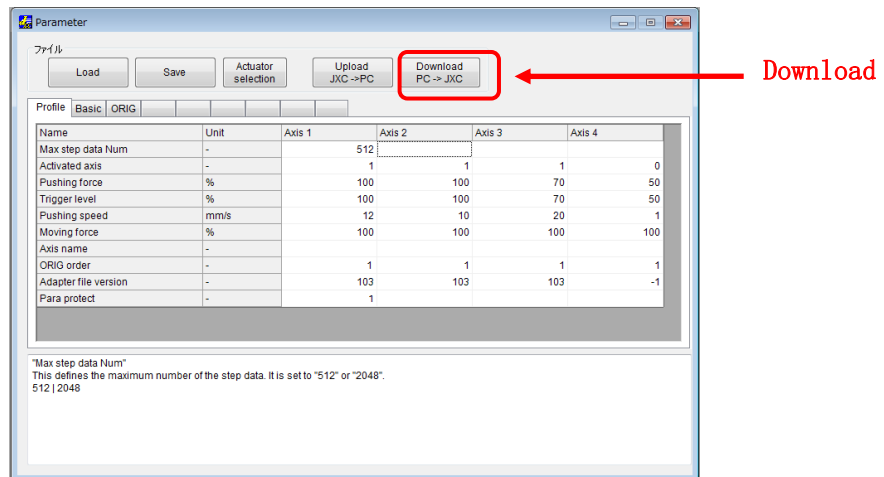 Parameter
ファイル
Load Save Actuator selection Upload JXC ->PC Download PC -> JXC
Download
Profile Basic ORIG
Name Unit Axis 1 Axis 2 Axis 3 Axis 4
Max step data Num - 512
Activated axis - 1 1 1 0
Pushing force % 100 100 70 50
Trigger level % 100 100 70 50
Pushing speed mm/s 12 10 20 1
Moving force % 100 100 100 100
Axis name -
ORIG order - 1 1 1 1
Adapter file version - 103 103 103 -1
Para protect - 1
"Max step data Num"
This defines the maximum number of the step data. It is set to "512" or "2048".
512 | 2048